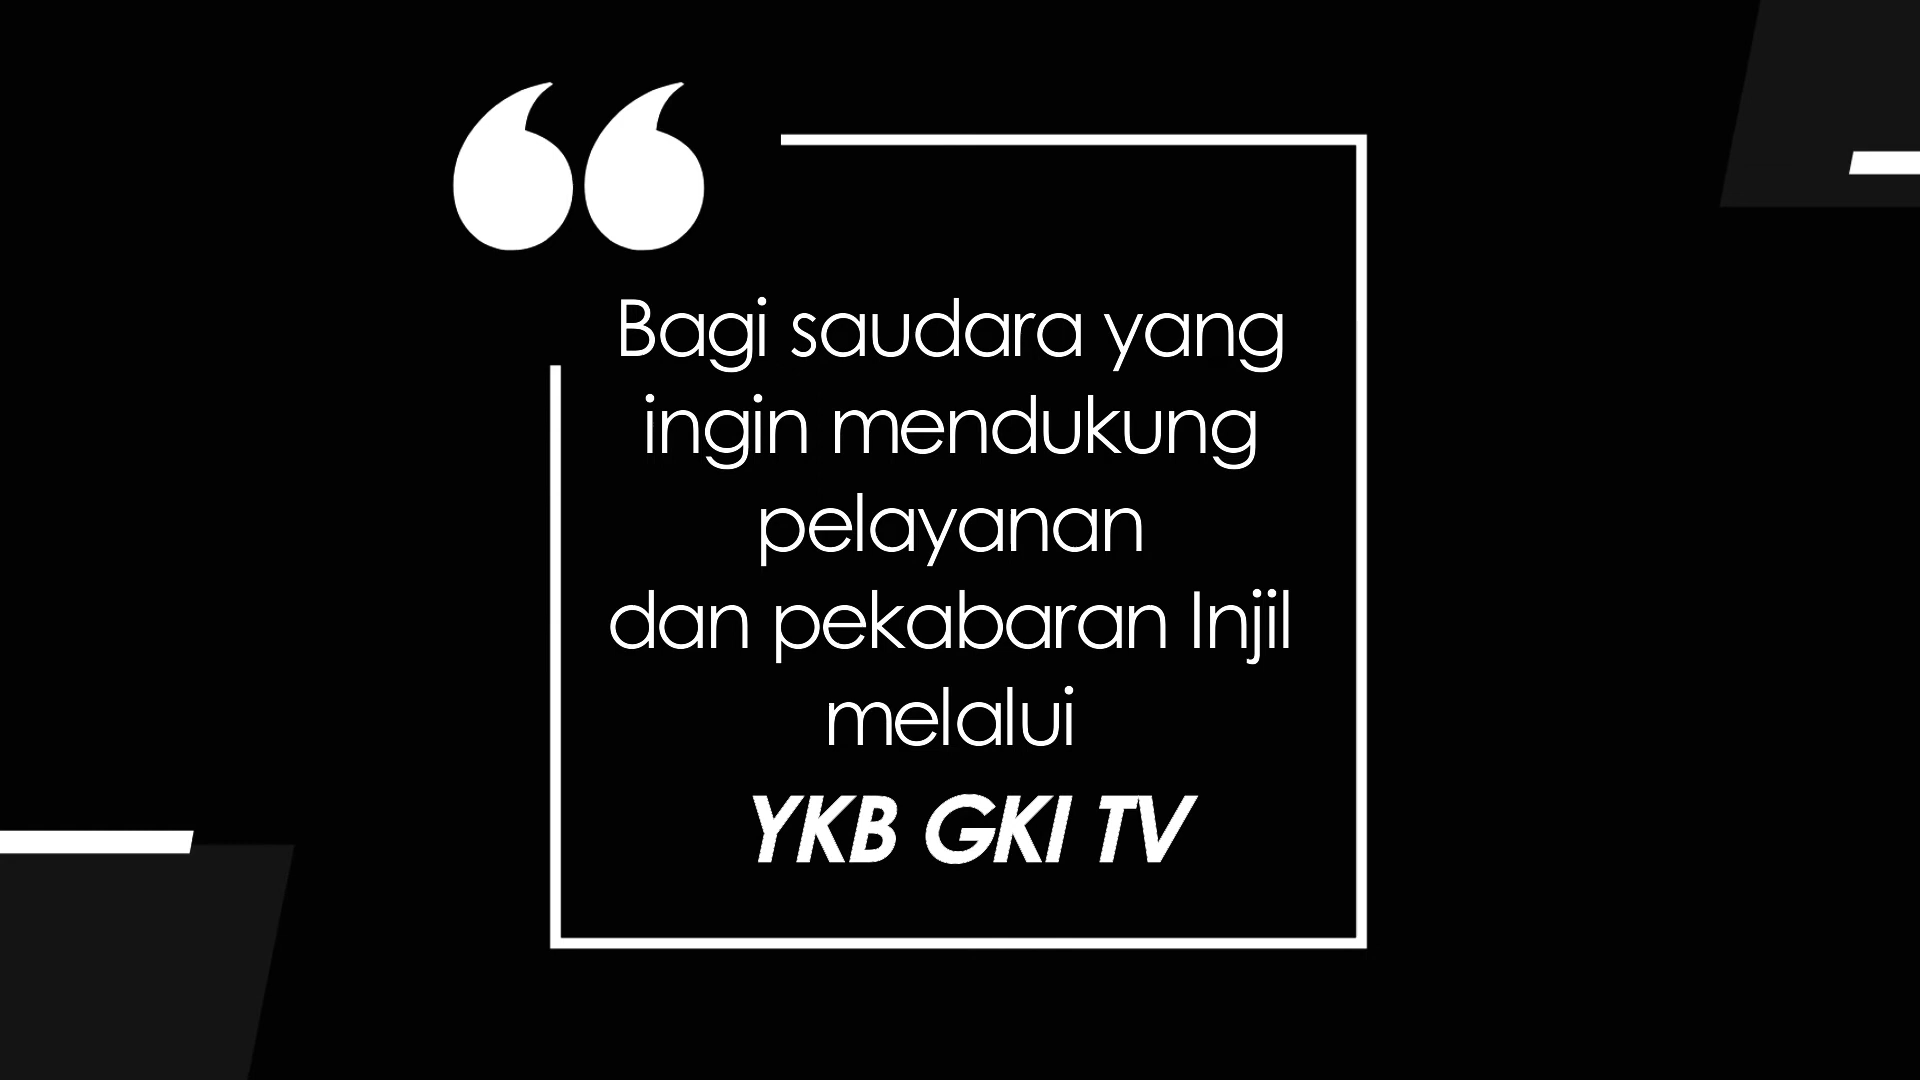 Bagi saudara yang
ingin mendukung
pelayanan
dan pekabaran Injil
melalui
YKB GKI TV